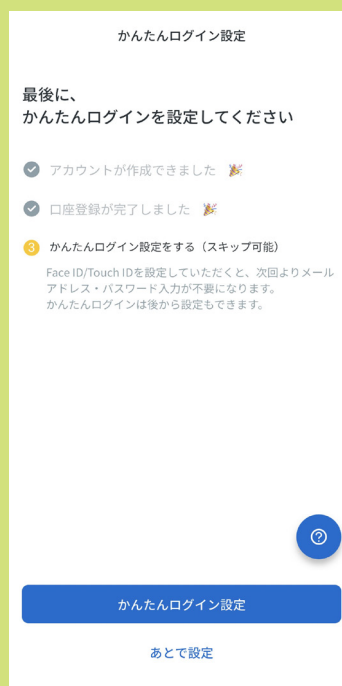 かんたんログイン設定
最後に、
かんたんログインを設定してください
アカウントが作成できました 🎉
口座登録が完了しました 🎉
3 かんたんログイン設定をする（スキップ可能）
Face ID/Touch IDを設定していただくと、次回よりメール
アドレス・パスワード入力が不要になります。
かんたんログインは後から設定もできます。
かんたんログイン設定
あとで設定